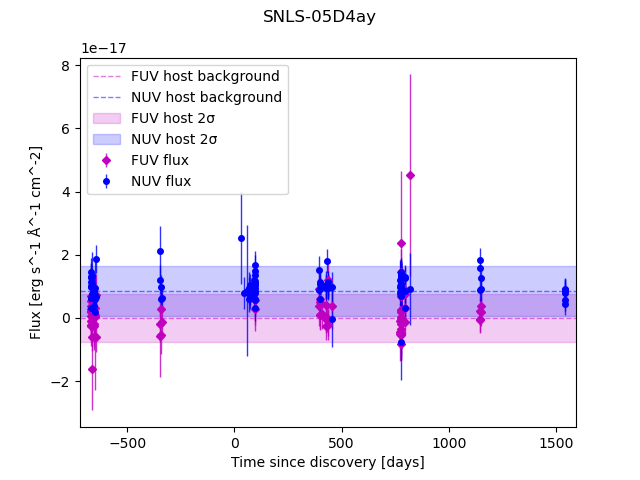 SNLS-05D4ay
1e−17
FUV host background
NUV host background
FUV host 2σ
NUV host 2σ
FUV flux
NUV flux
8
6
4
2
0
−2
Flux [erg s^-1 Å^-1 cm^-2]
−500
0
500
1000
1500
Time since discovery [days]